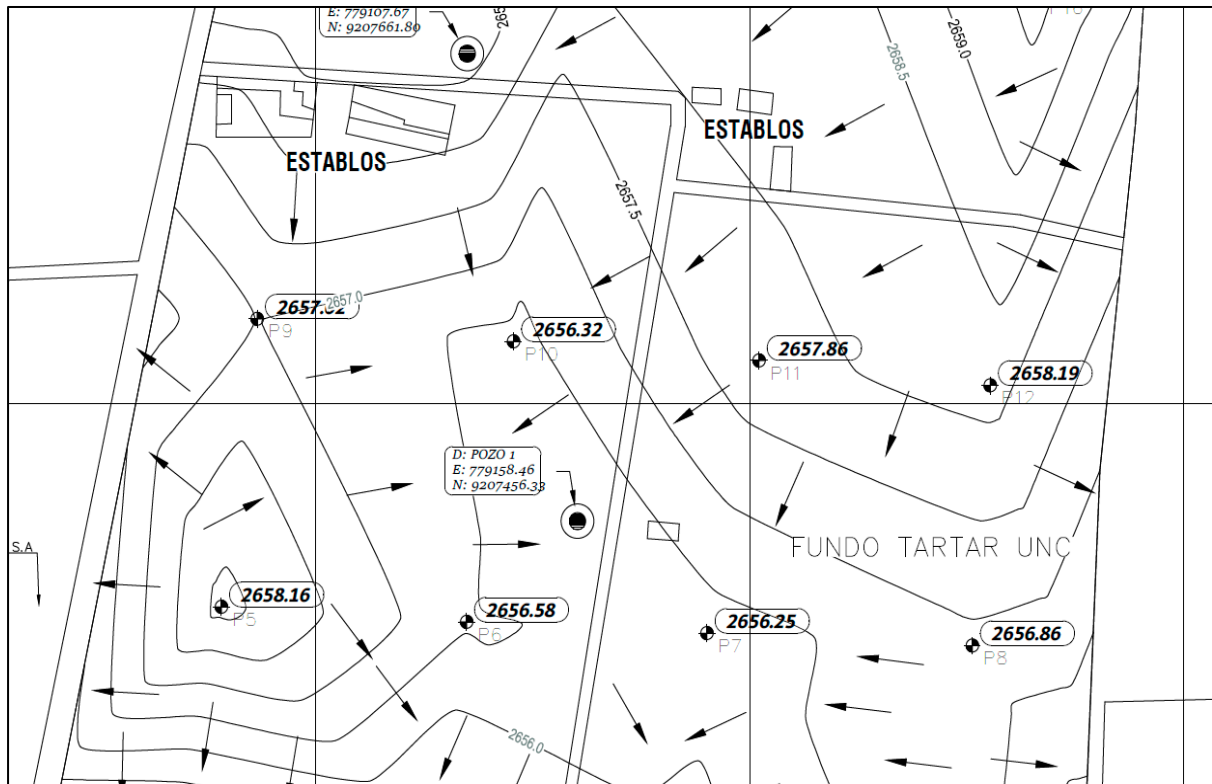 E: 779107.67
N: 9207661.80
265
2658.5
2659.0
P16
ESTABLOS
ESTABLOS
2657.5
2657.0
P9
2656.32
P10
2657.86
P11
2658.19
P12
D: POZO 1
E: 779158.46
N: 9207456.33
S.A
FUNDO TARTAR UNC
2658.16
P5
2656.58
P6
2656.25
P7
2656.86
P8
2656.0